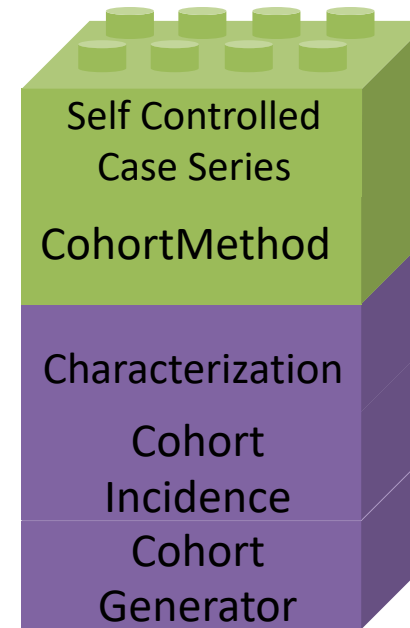 Self Controlled
Case Series
CohortMethod
Characterization
Cohort
Incidence
Cohort
Generator